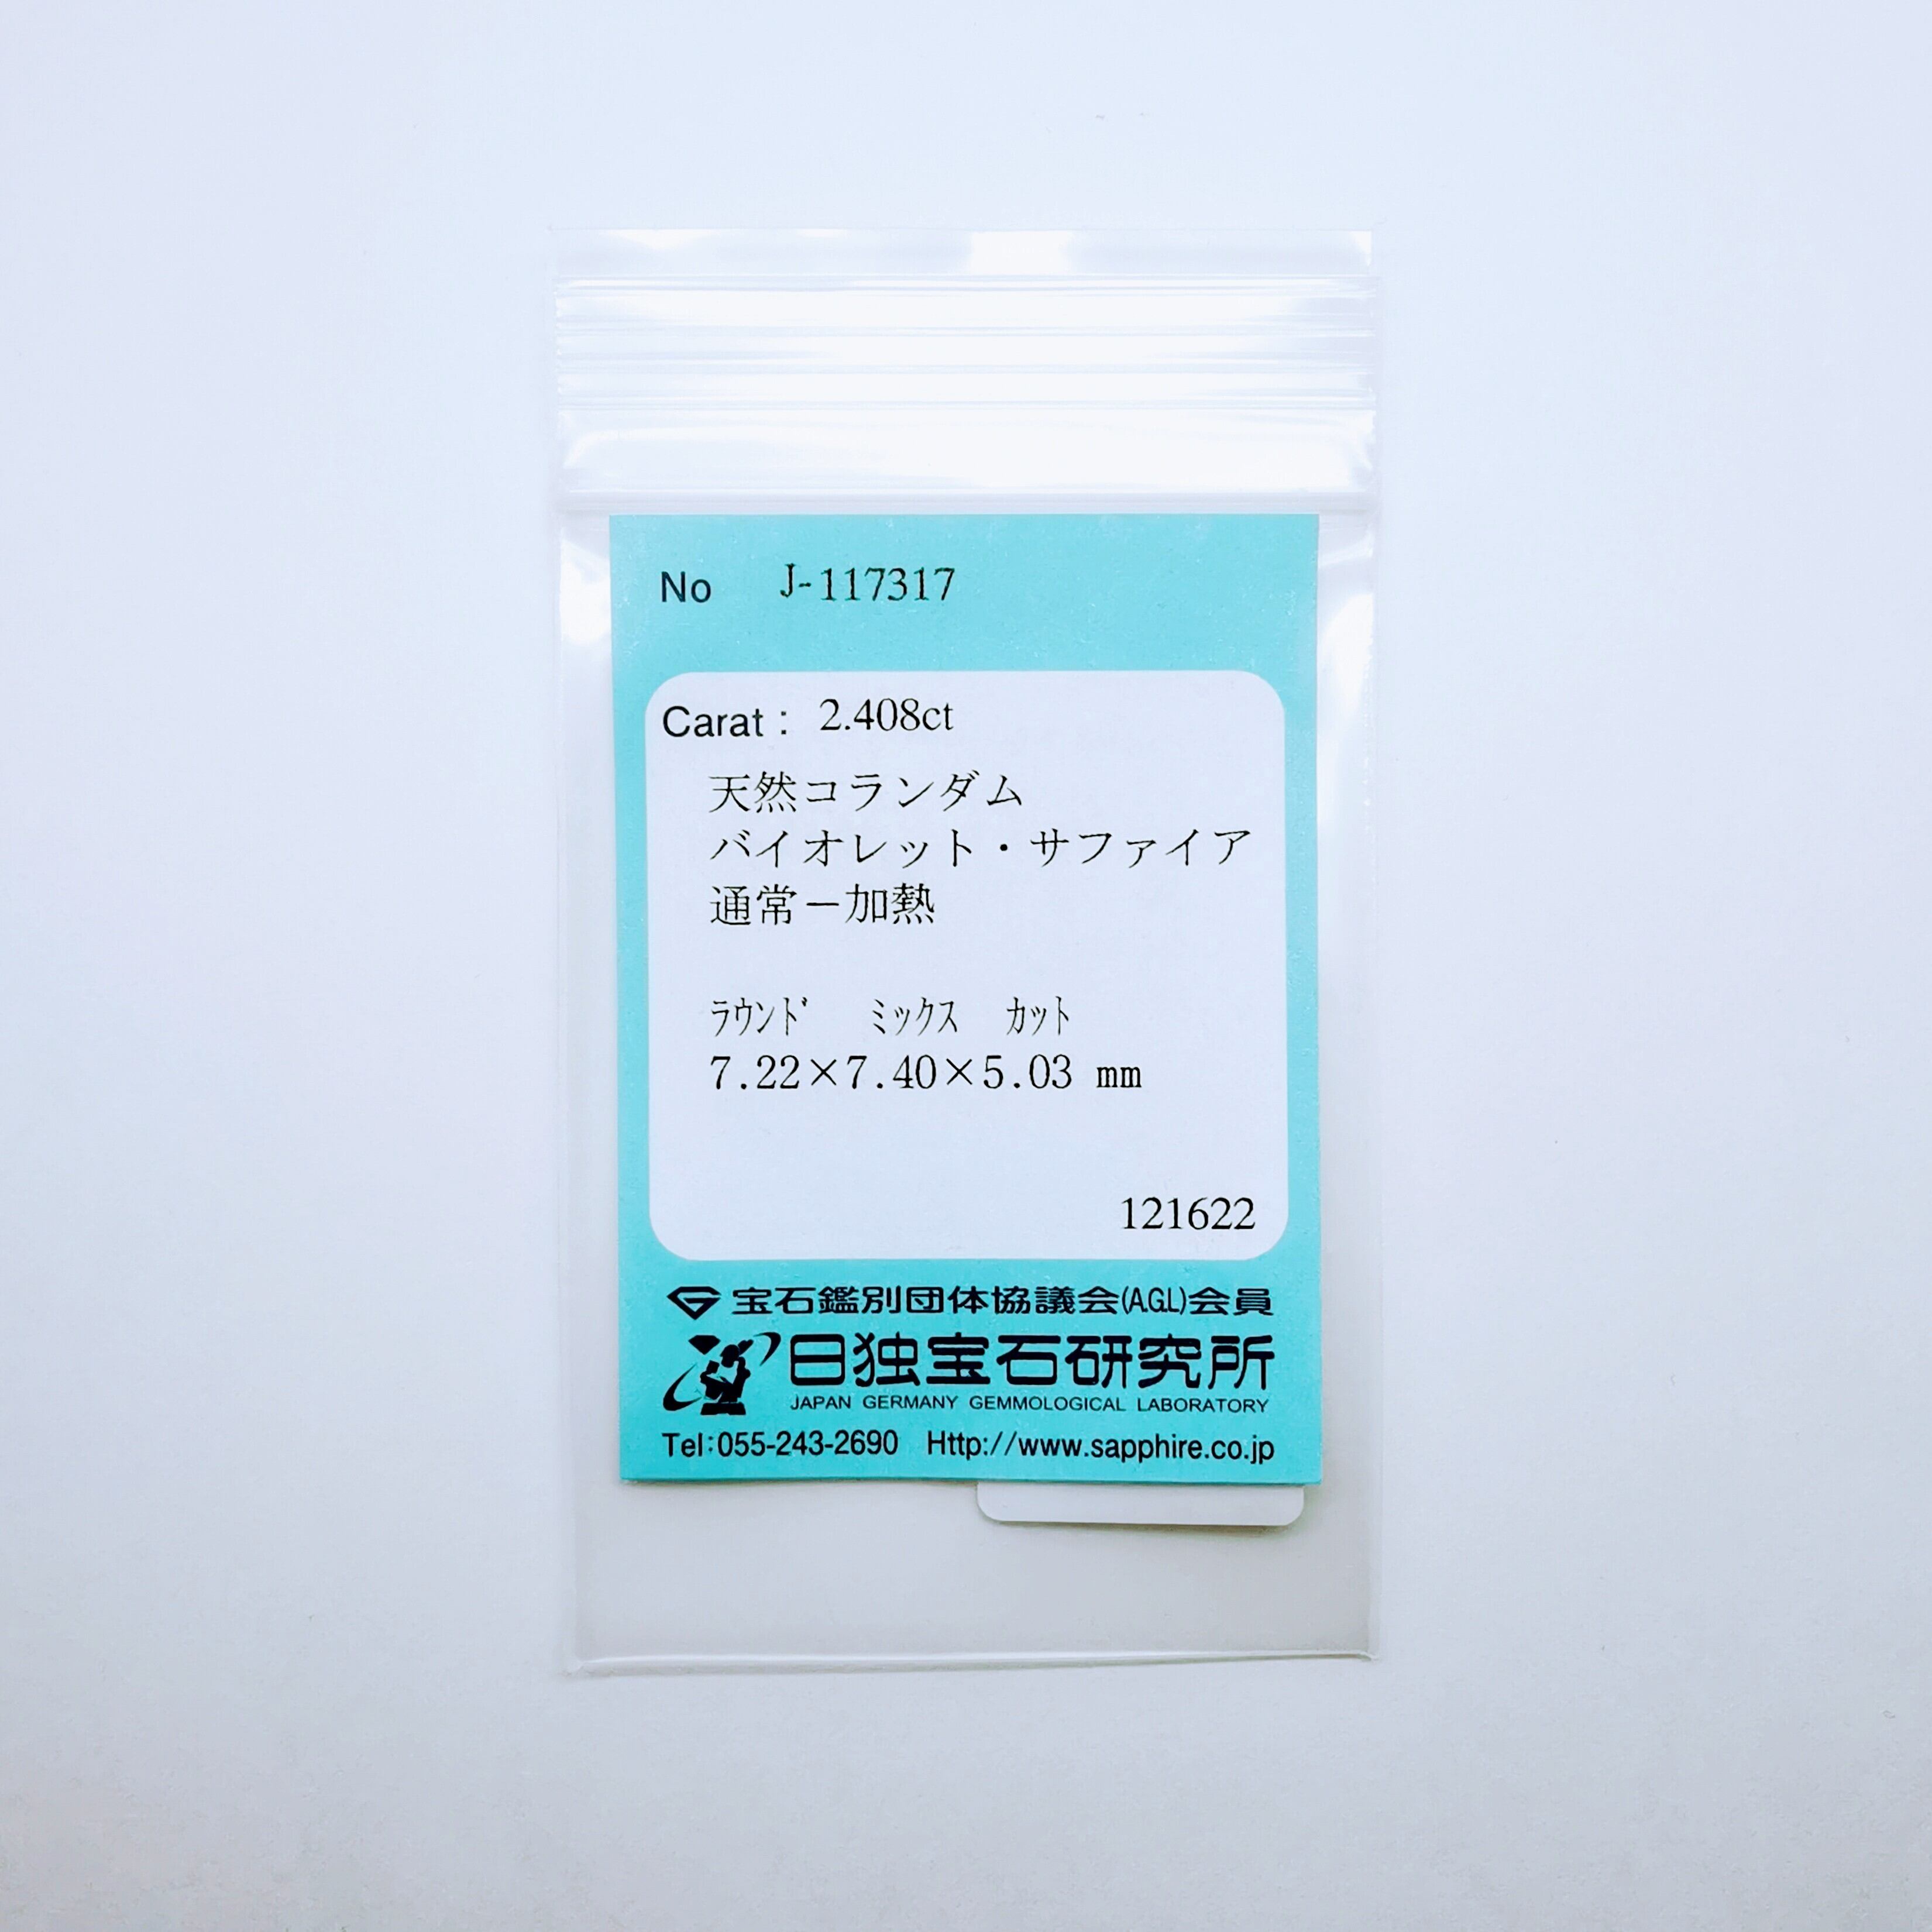 No J-117317
Carat : 2.408ct
天然コランダム
バイオレット・サファイア
通常－加熱
ﾗｳﾝﾄﾞ ﾐｯｸｽ ｶｯﾄ
7.22×7.40×5.03 mm
121622
宝石鑑別団体協議会(A.G.L)会員
日独宝石研究所
JAPAN GERMANY GEMMOLOGICAL LABORATORY
Tel:055-243-2690 Http://www.sapphire.co.jp